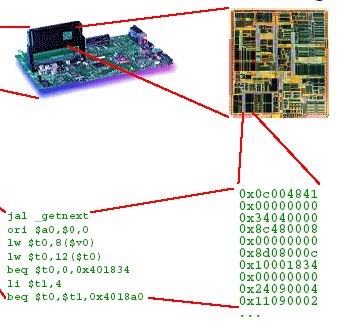 jal _getnext
ori $a0,$0,0
lw $t0,8($v0)
lw $t0,12($t0)
beq $t0,0,0x401834
li $t1,4
beq $t0,$t1,0x4018a0
0x0c004841
0x00000000
0x34040000
0x8c480008
0x00000000
0x8d08000c
0x10001834
0x00000000
0x24090004
0x11090002
...